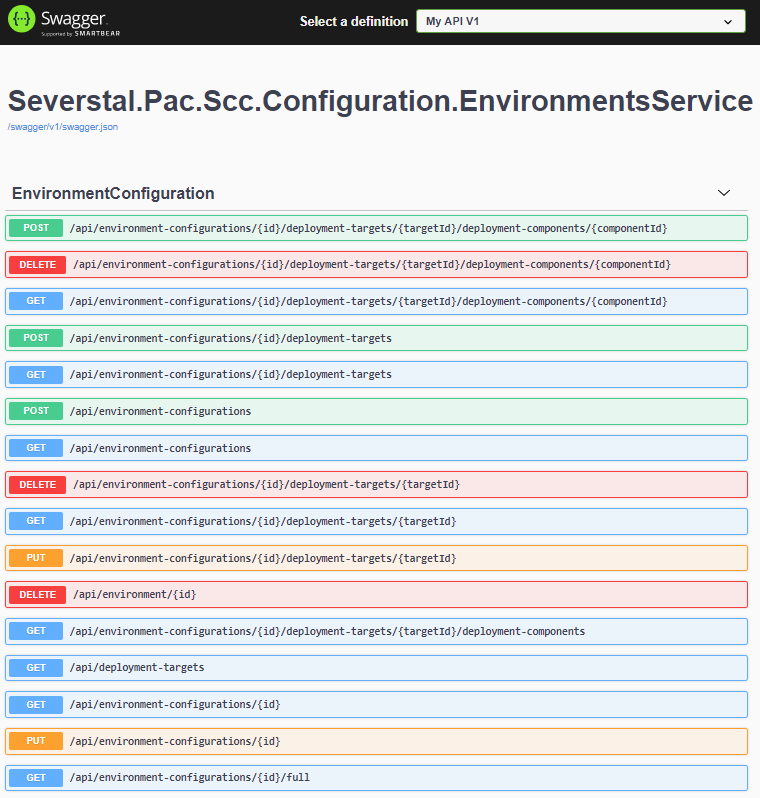 Swagger
Supported by SMARTBEAR
Select a definition
My API V1
Severstal.Pac.Scc.Configuration.EnvironmentsService
/swagger/v1/swagger.json
EnvironmentConfiguration
POST /api/environment-configurations/{id}/deployment-targets/{targetId}/deployment-components/{componentId}
DELETE /api/environment-configurations/{id}/deployment-targets/{targetId}/deployment-components/{componentId}
GET /api/environment-configurations/{id}/deployment-targets/{targetId}/deployment-components/{componentId}
POST /api/environment-configurations/{id}/deployment-targets
GET /api/environment-configurations/{id}/deployment-targets
POST /api/environment-configurations
GET /api/environment-configurations
DELETE /api/environment-configurations/{id}/deployment-targets/{targetId}
GET /api/environment-configurations/{id}/deployment-targets/{targetId}
PUT /api/environment-configurations/{id}/deployment-targets/{targetId}
DELETE /api/environment/{id}
GET /api/environment-configurations/{id}/deployment-targets/{targetId}/deployment-components
GET /api/deployment-targets
GET /api/environment-configurations/{id}
PUT /api/environment-configurations/{id}
GET /api/environment-configurations/{id}/full